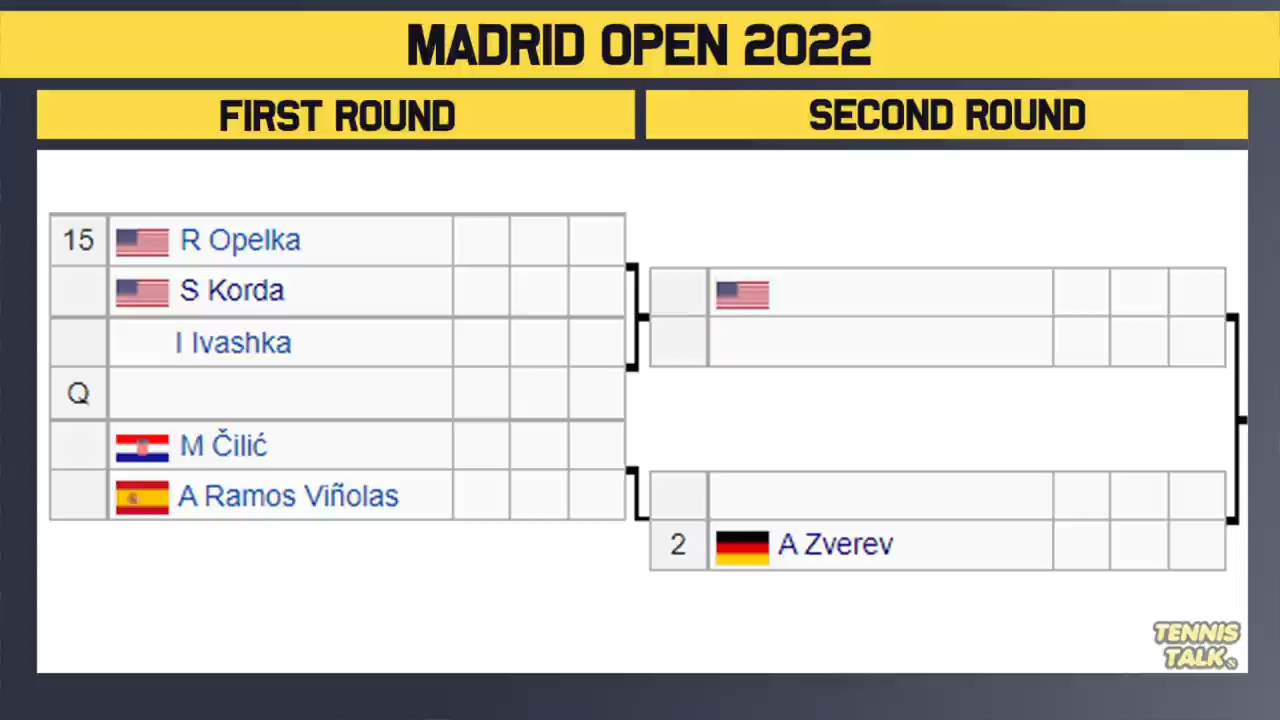 MADRID OPEN 2022
FIRST ROUND
SECOND ROUND
15 R Opelka
S Korda
I Ivashka
Q
M Čilić
A Ramos Viñolas
2 A Zverev
TENNIS
TALK